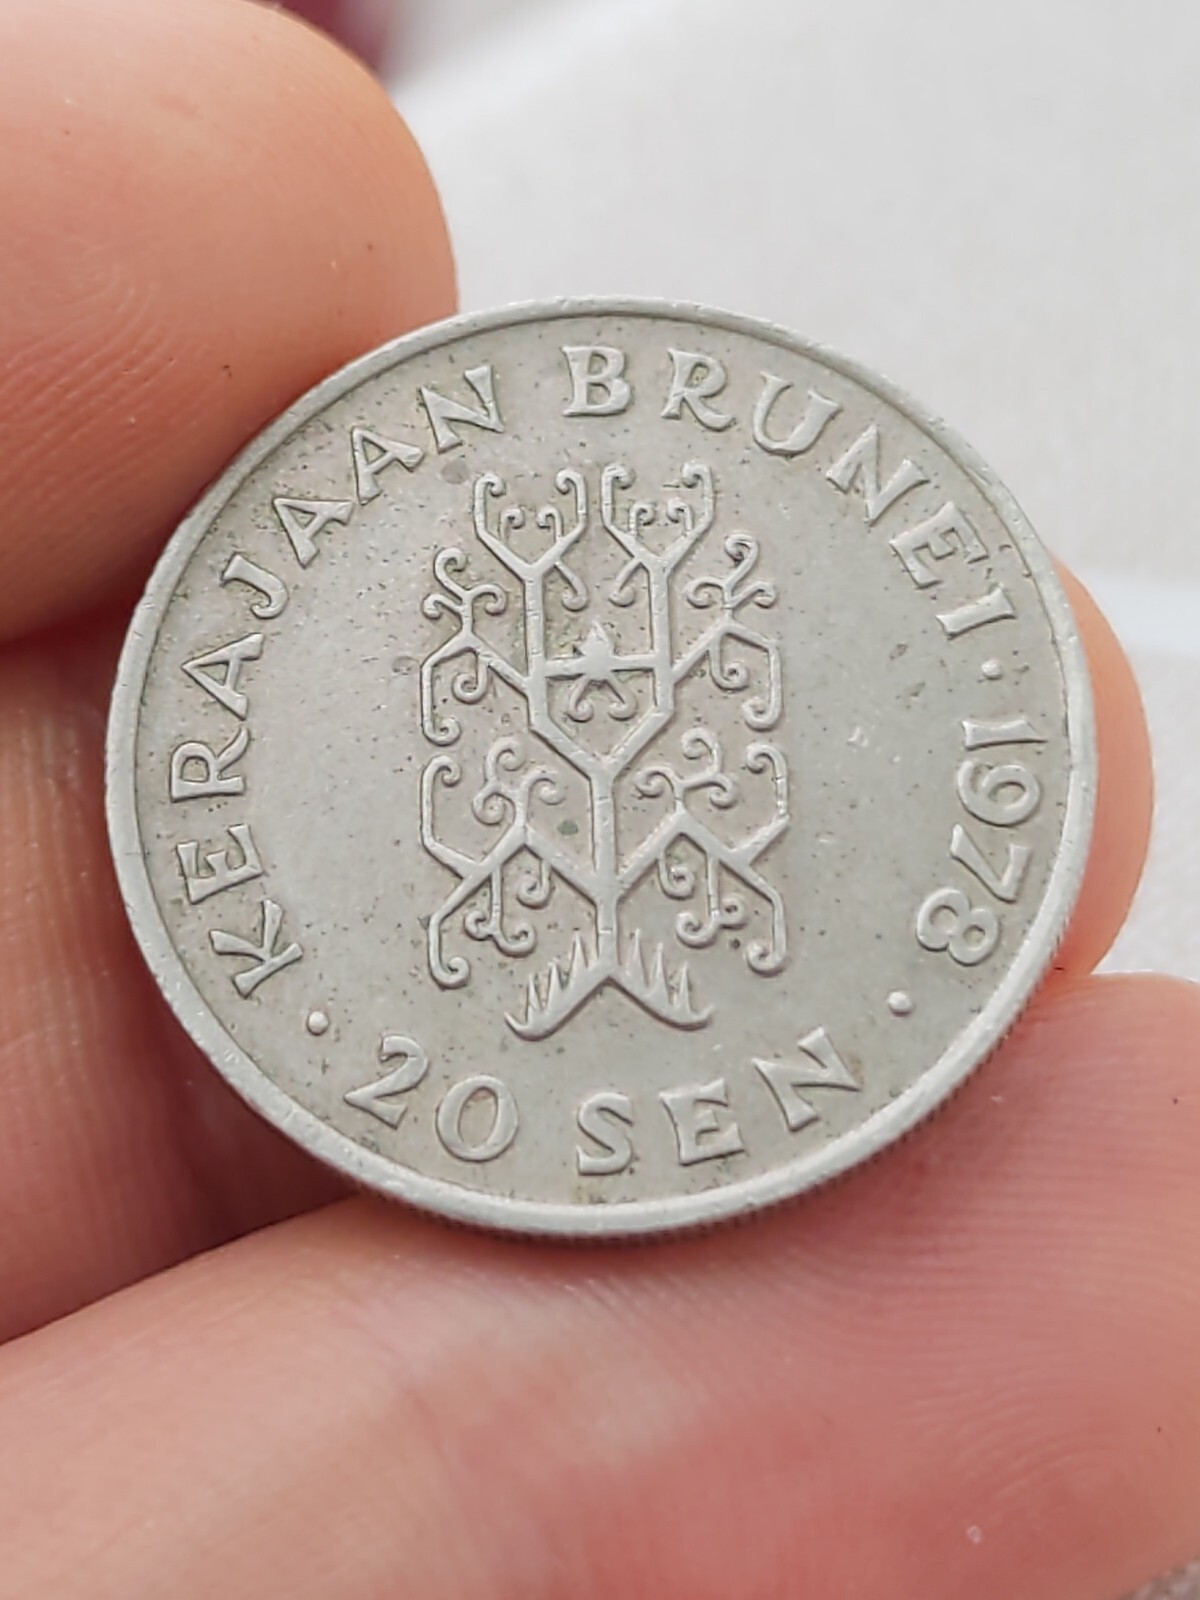 KERAJAAN BRUNEI · 1978 ·
20 SEN ·